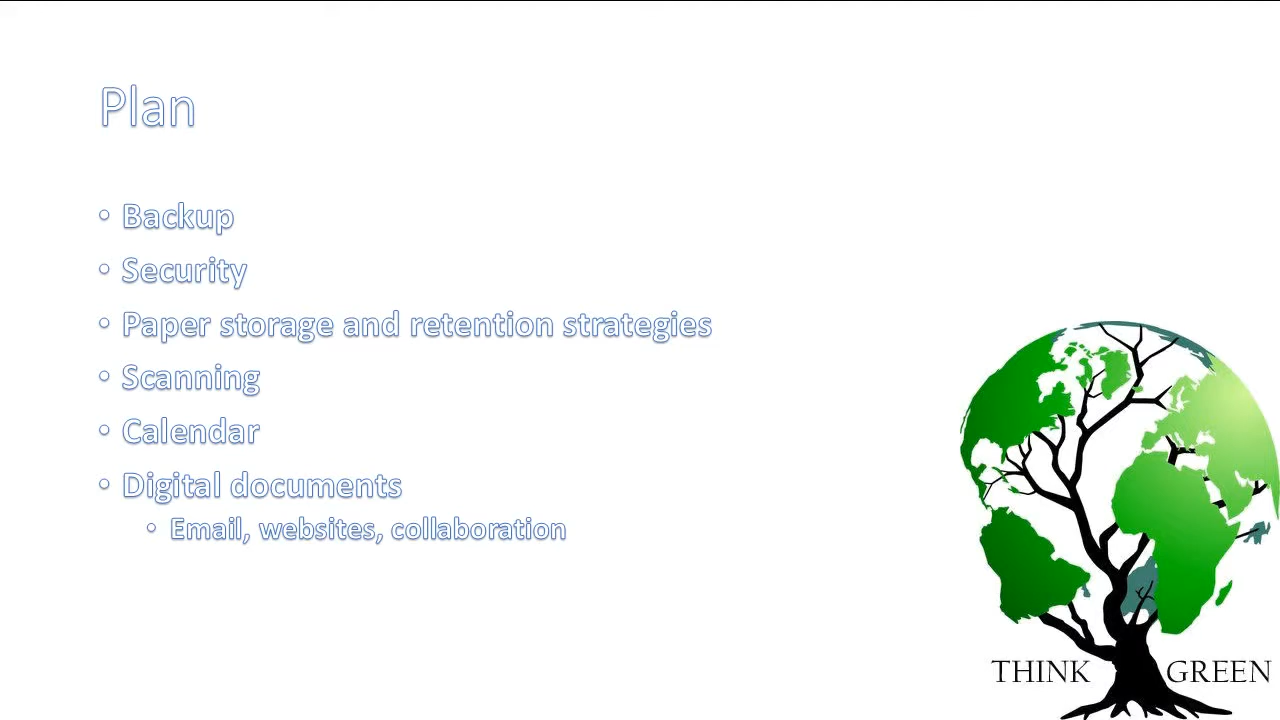 Plan
• Backup
• Security
• Paper storage and retention strategies
• Scanning
• Calendar
• Digital documents
• Email, websites, collaboration
THINK GREEN